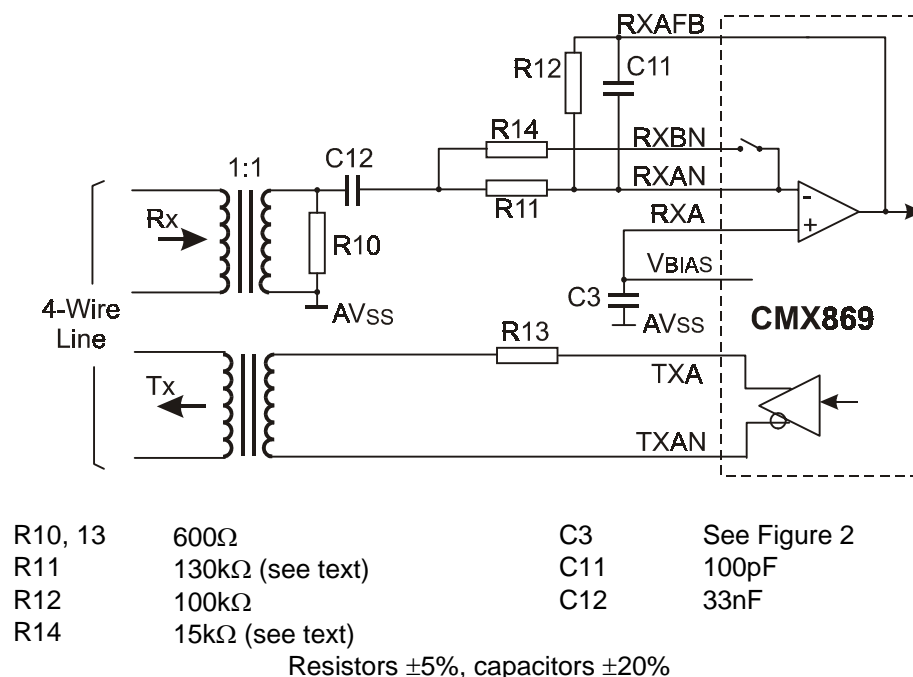 RXAFB
R12
C11
R14
RXBN
C12
1:1
RXAN
R11
Rx
RXA
R10
VBIAS
4-Wire
Line
C3
AVSS
AVSS
CMX869
R13
Tx
TXA
TXAN
-
+
R10, 13 600Ω C3 See Figure 2
R11 130kΩ (see text) C11 100pF
R12 100kΩ C12 33nF
R14 15kΩ (see text)
Resistors ±5%, capacitors ±20%